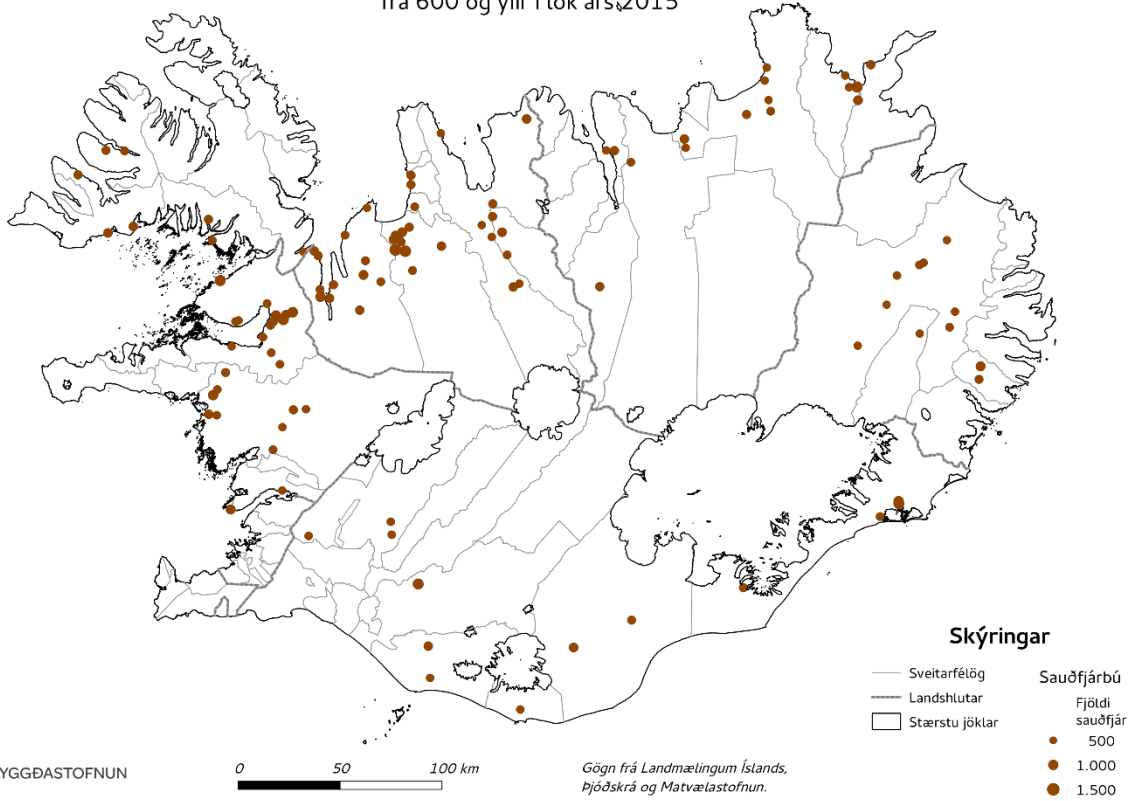 frá 600 og yfir í lok árs 2015
Skýringar
Sveitarfélög
Landshlutar
Stærstu jöklar
Sauðfjárbú
Fjöldi
sauðfjár
500
1.000
1.500
YGGÐASTOFNUN
0 50 100 km
Gögn frá Landmælingum Íslands,
Þjóðskrá og Matvælastofnun.